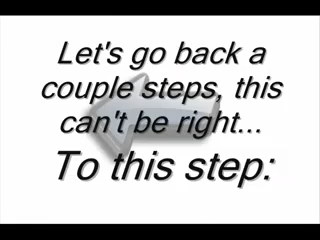 Let's go back a
couple steps, this
can't be right...
To this step: